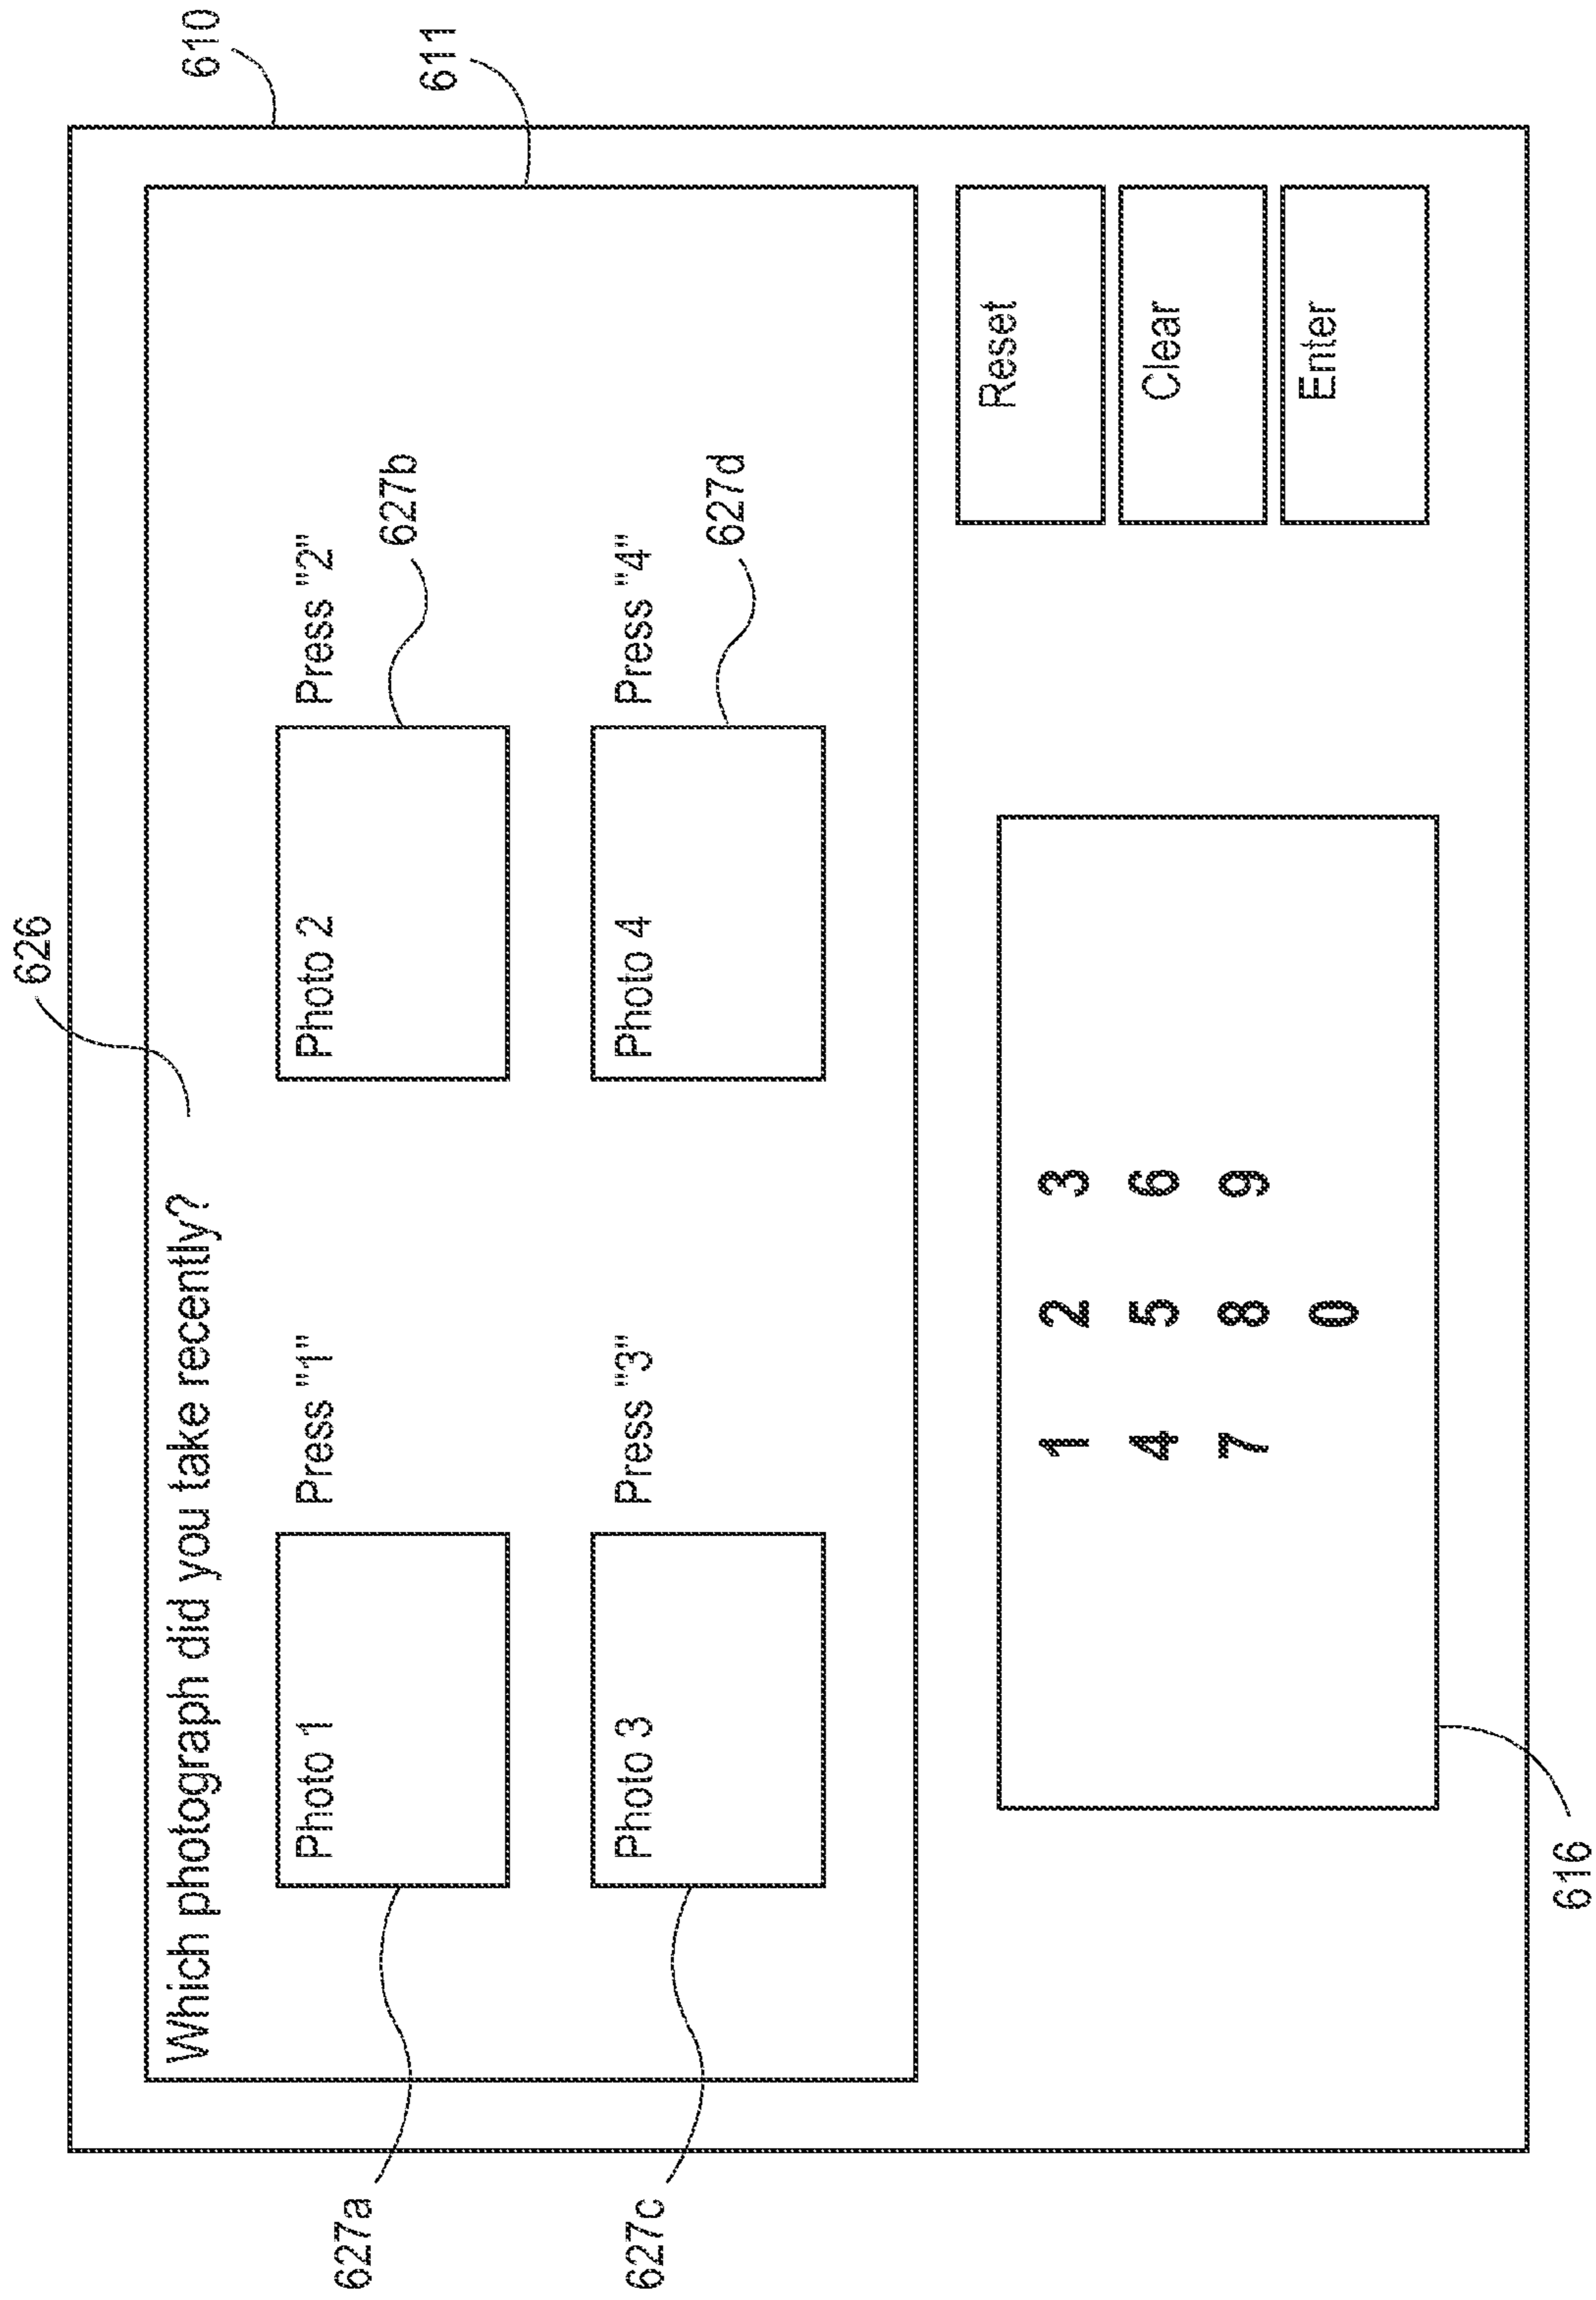 626
610
611
Which photograph did you take recently?
Photo 1
Press "1"
Photo 2
Press "2"
627a
627b
Photo 3
Press "3"
Photo 4
Press "4"
627c
627d
1 2 3
4 5 6
7 8 9
0
Reset
Clear
Enter
616